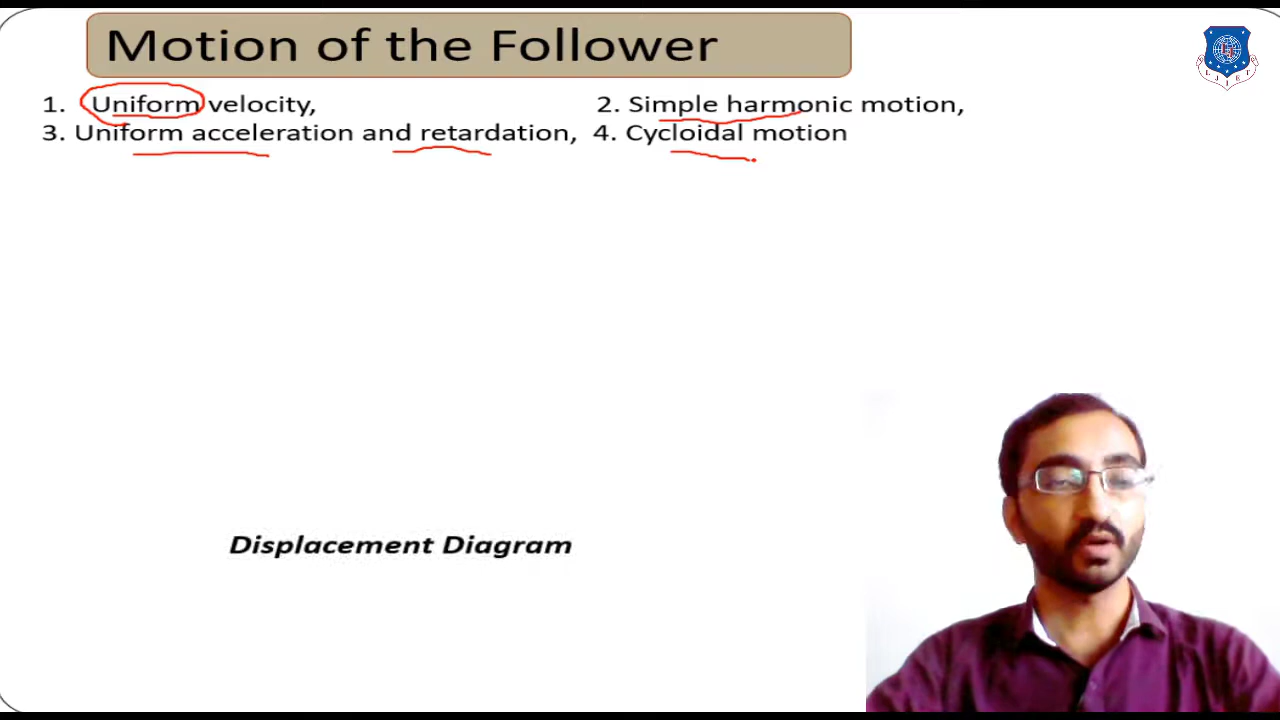 Motion of the Follower
1. Uniform velocity, 2. Simple harmonic motion,
3. Uniform acceleration and retardation, 4. Cycloidal motion
Displacement Diagram